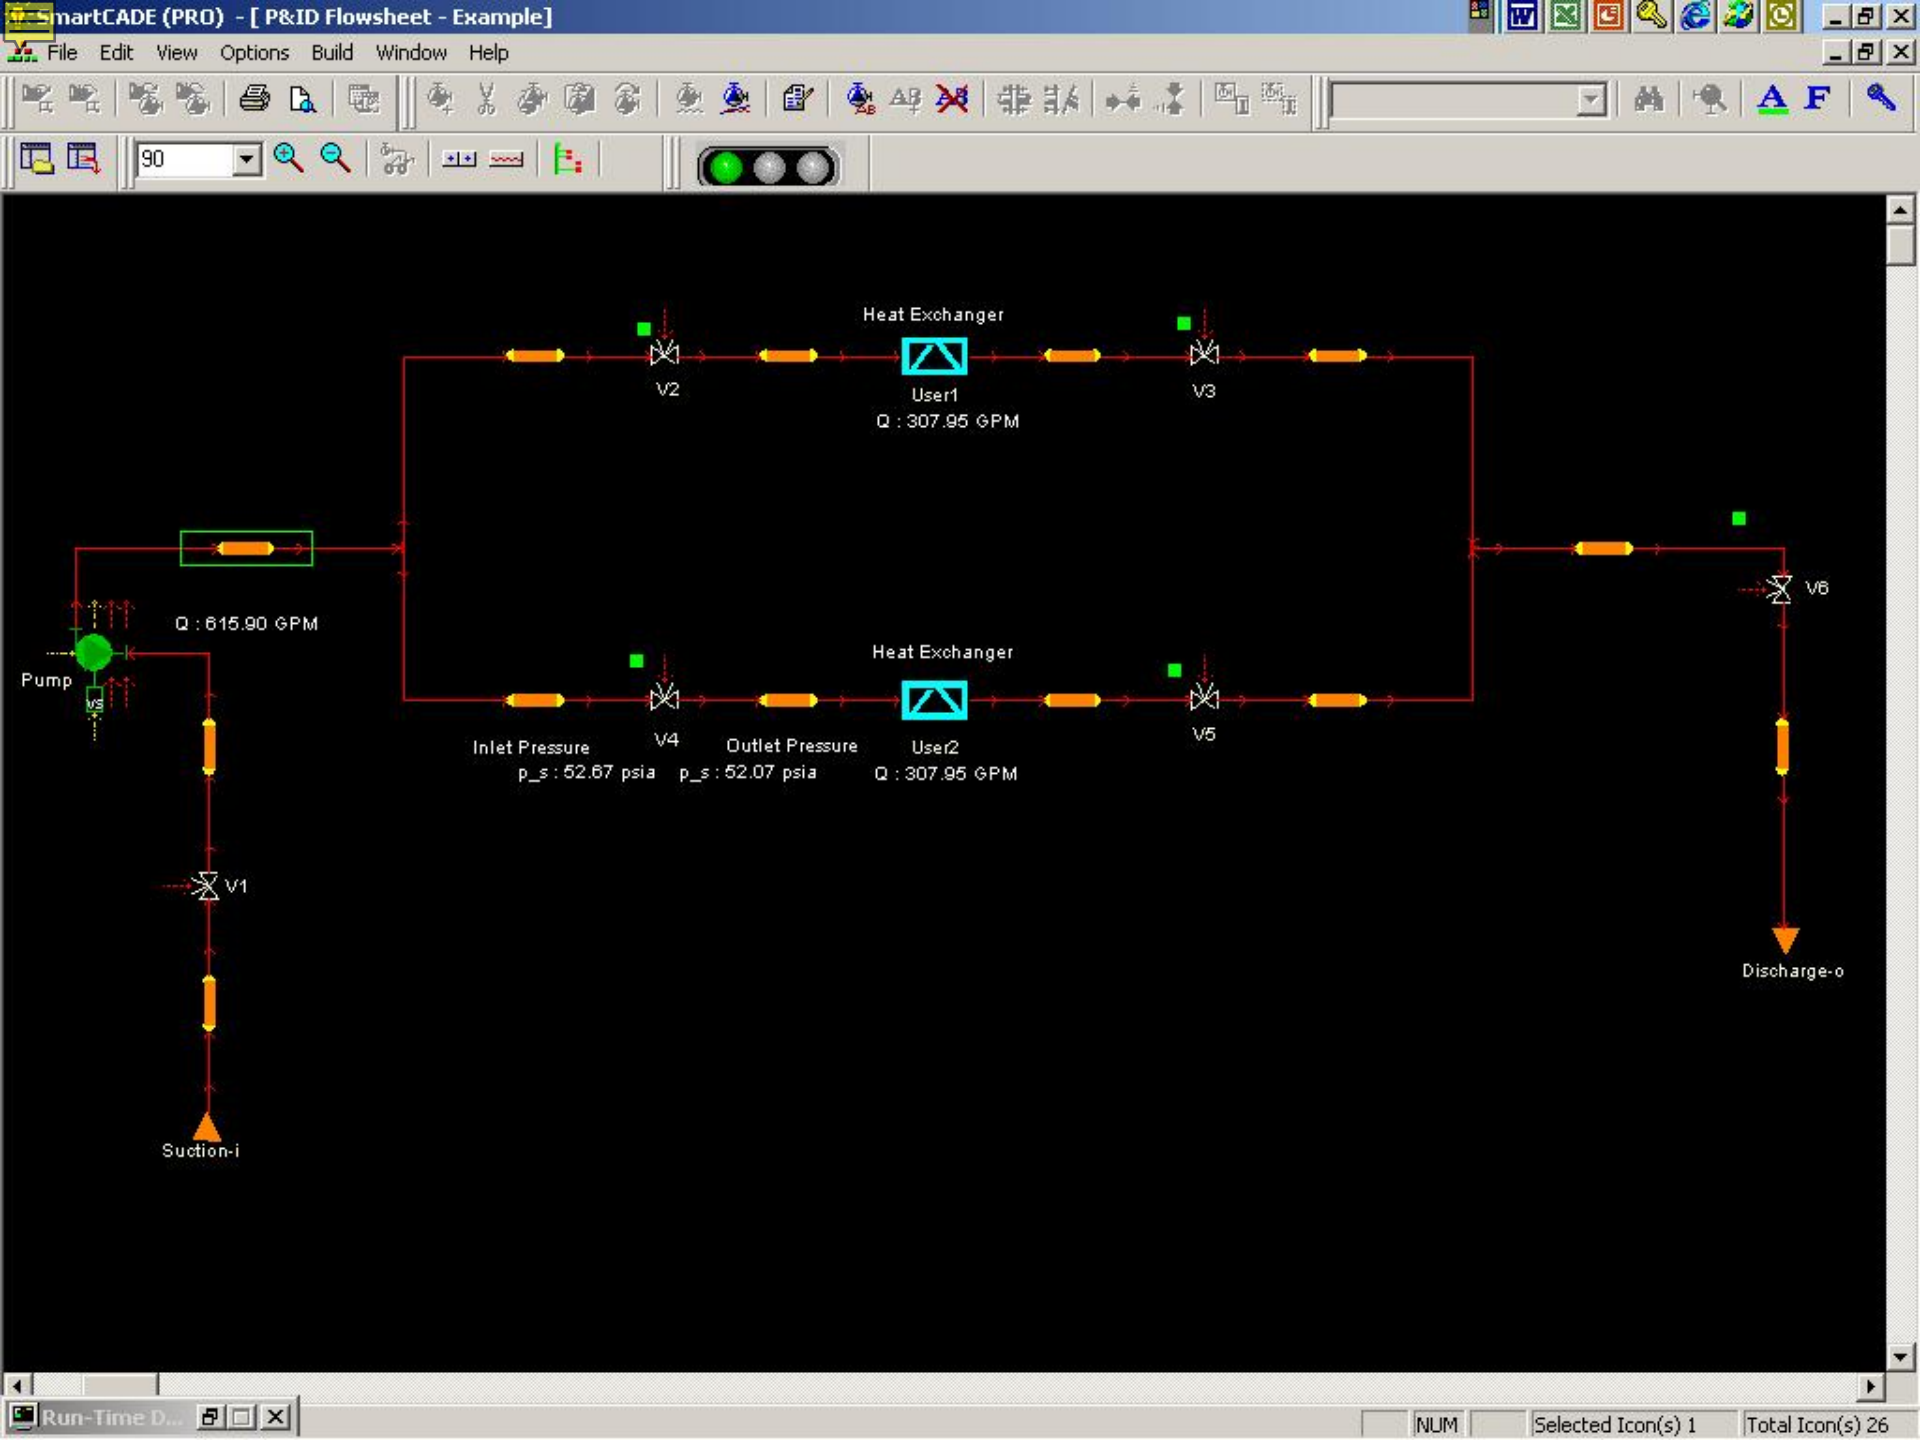 SmartCADE (PRO) - [ P&ID Flowsheet - Example]
File Edit View Options Build Window Help
90
A F
Heat Exchanger
V2
User1
V3
Q : 307.95 GPM
V6
Q : 615.90 GPM
Pump
VS
Heat Exchanger
V4
V5
Inlet Pressure
Outlet Pressure
User2
p_s : 52.67 psia
p_s : 52.07 psia
Q : 307.95 GPM
V1
Discharge-o
Suction-i
Run-Time D...
NUM
Selected Icon(s) 1
Total Icon(s) 26